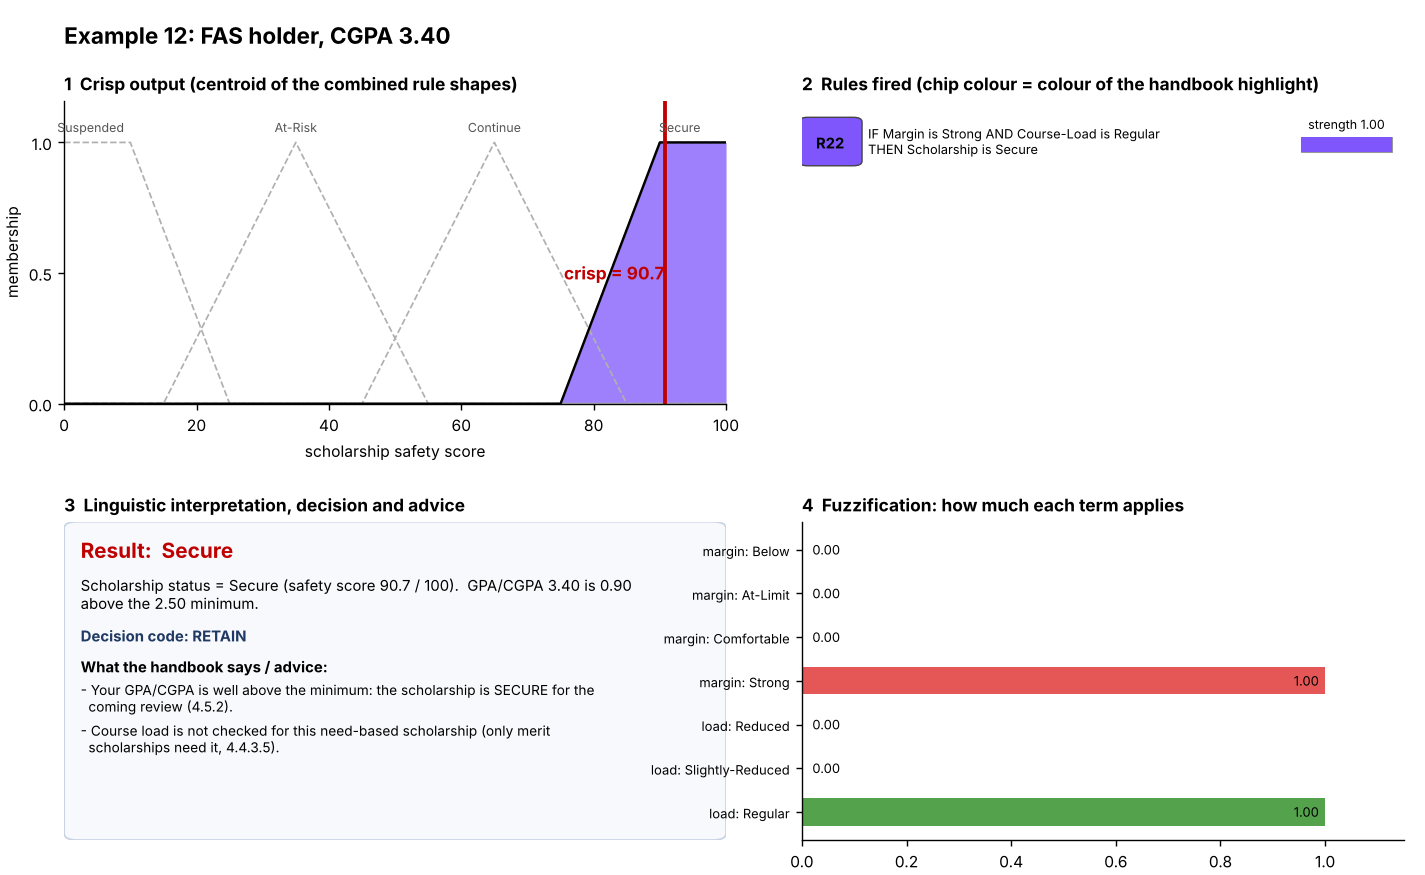 Example 12: FAS holder, CGPA 3.40
1 Crisp output (centroid of the combined rule shapes)
Suspended
At-Risk
Continue
Secure
1.0
0.5
0.0
membership
crisp = 90.7
0
20
40
60
80
100
scholarship safety score
2 Rules fired (chip colour = colour of the handbook highlight)
R22
IF Margin is Strong AND Course-Load is Regular
THEN Scholarship is Secure
strength 1.00
3 Linguistic interpretation, decision and advice
Result: Secure
Scholarship status = Secure (safety score 90.7 / 100). GPA/CGPA 3.40 is 0.90
above the 2.50 minimum.
Decision code: RETAIN
What the handbook says / advice:
- Your GPA/CGPA is well above the minimum: the scholarship is SECURE for the
coming review (4.5.2).
- Course load is not checked for this need-based scholarship (only merit
scholarships need it, 4.4.3.5).
4 Fuzzification: how much each term applies
margin: Below 0.00
margin: At-Limit 0.00
margin: Comfortable 0.00
margin: Strong 1.00
load: Reduced 0.00
load: Slightly-Reduced 0.00
load: Regular 1.00
0.0
0.2
0.4
0.6
0.8
1.0